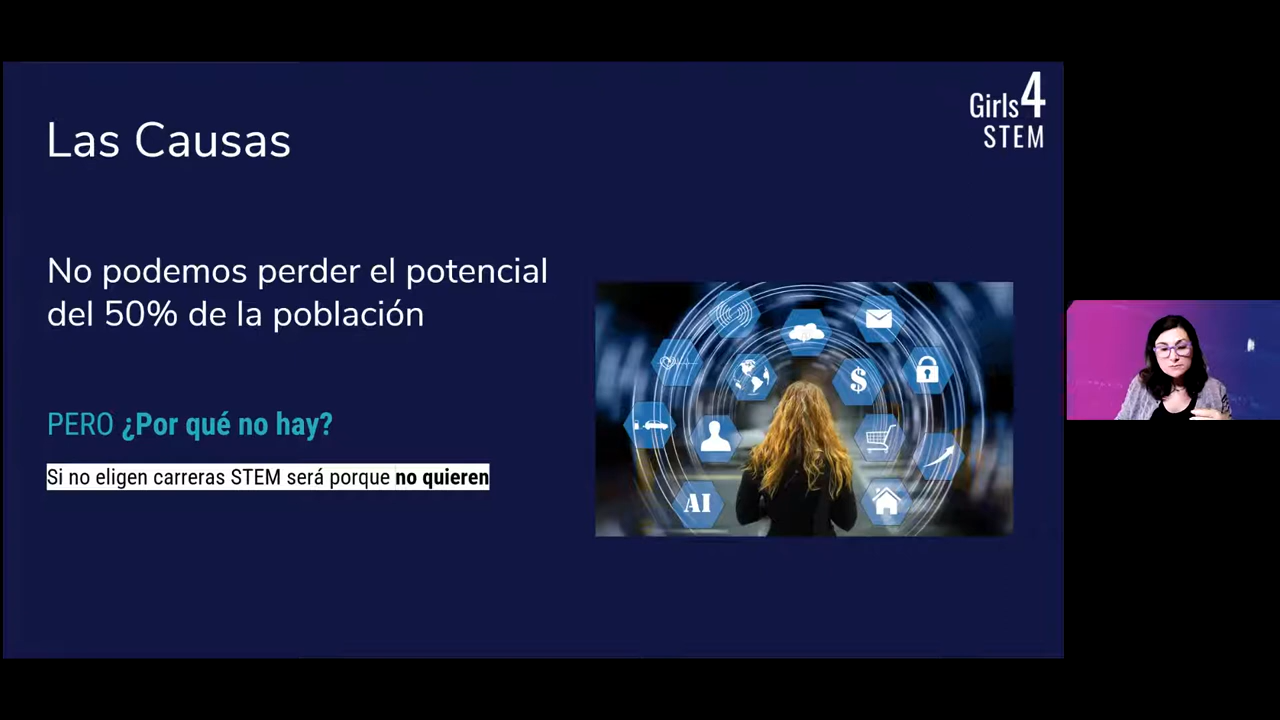 Girls4
STEM
Las Causas
No podemos perder el potencial
del 50% de la población
PERO ¿Por qué no hay?
Si no eligen carreras STEM será porque no quieren
$
AI